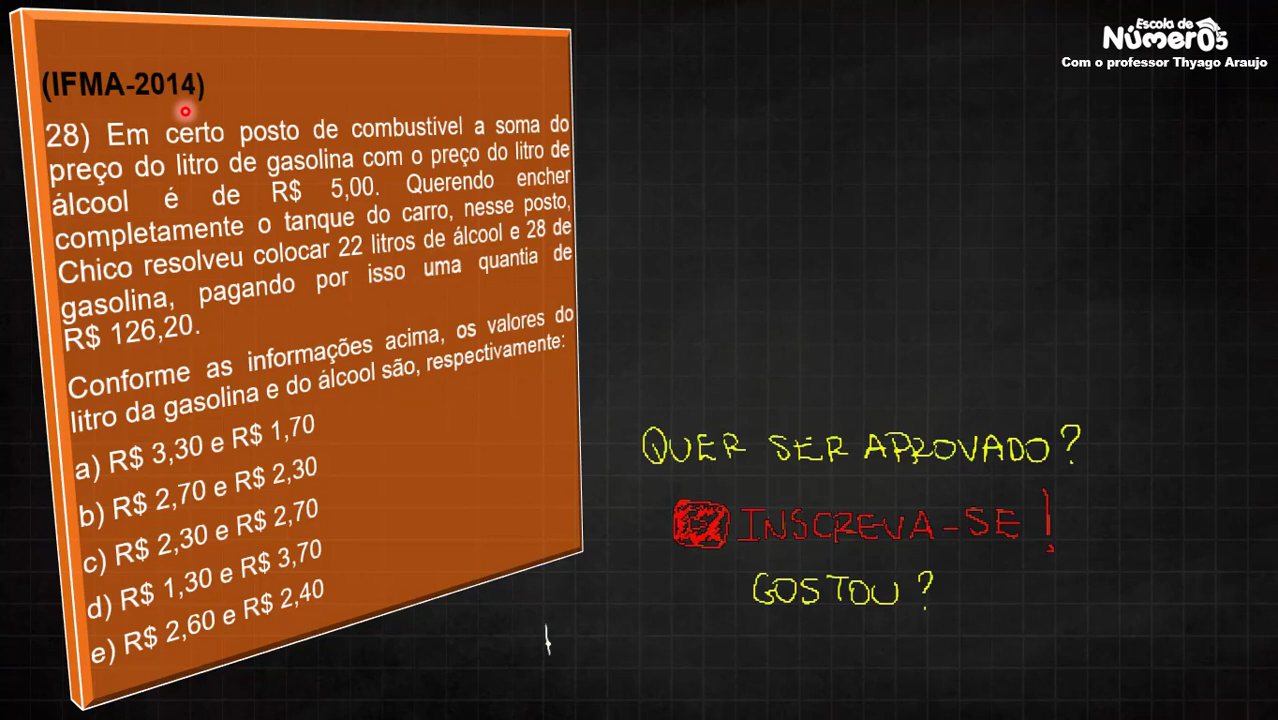 Escola de
NúmerO5
Com o professor Thyago Araujo
(IFMA-2014)
28) Em certo posto de combustivel a soma do
preço do litro de gasolina com o preço do litro de
álcool é de R$ 5,00. Querendo encher
completamente o tanque do carro, nesse posto,
Chico resolveu colocar 22 litros de álcool e 28 de
gasolina, pagando por isso uma quantia de
R$ 126,20.
Conforme as informações acima, os valores do
litro da gasolina e do álcool são, respectivamente:
a) R$ 3,30 e R$ 1,70
b) R$ 2,70 e R$ 2,30
c) R$ 2,30 e R$ 2,70
d) R$ 1,30 e R$ 3,70
e) R$ 2,60 e R$ 2,40
QUER SER APROVADO?
INSCREVA-SE!
GOSTOU?